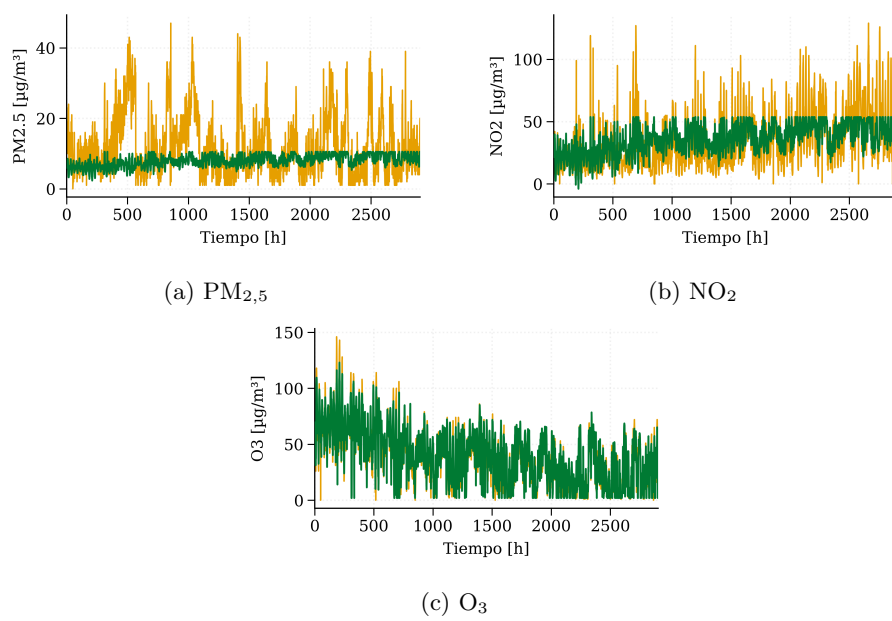 PM2.5 [µg/m³]
40
20
0
0 500 1000 1500 2000 2500
Tiempo [h]
(a) PM2,5
NO2 [µg/m³]
100
50
0
0 500 1000 1500 2000 2500
Tiempo [h]
(b) NO2
O3 [µg/m³]
150
100
50
0
0 500 1000 1500 2000 2500
Tiempo [h]
(c) O3